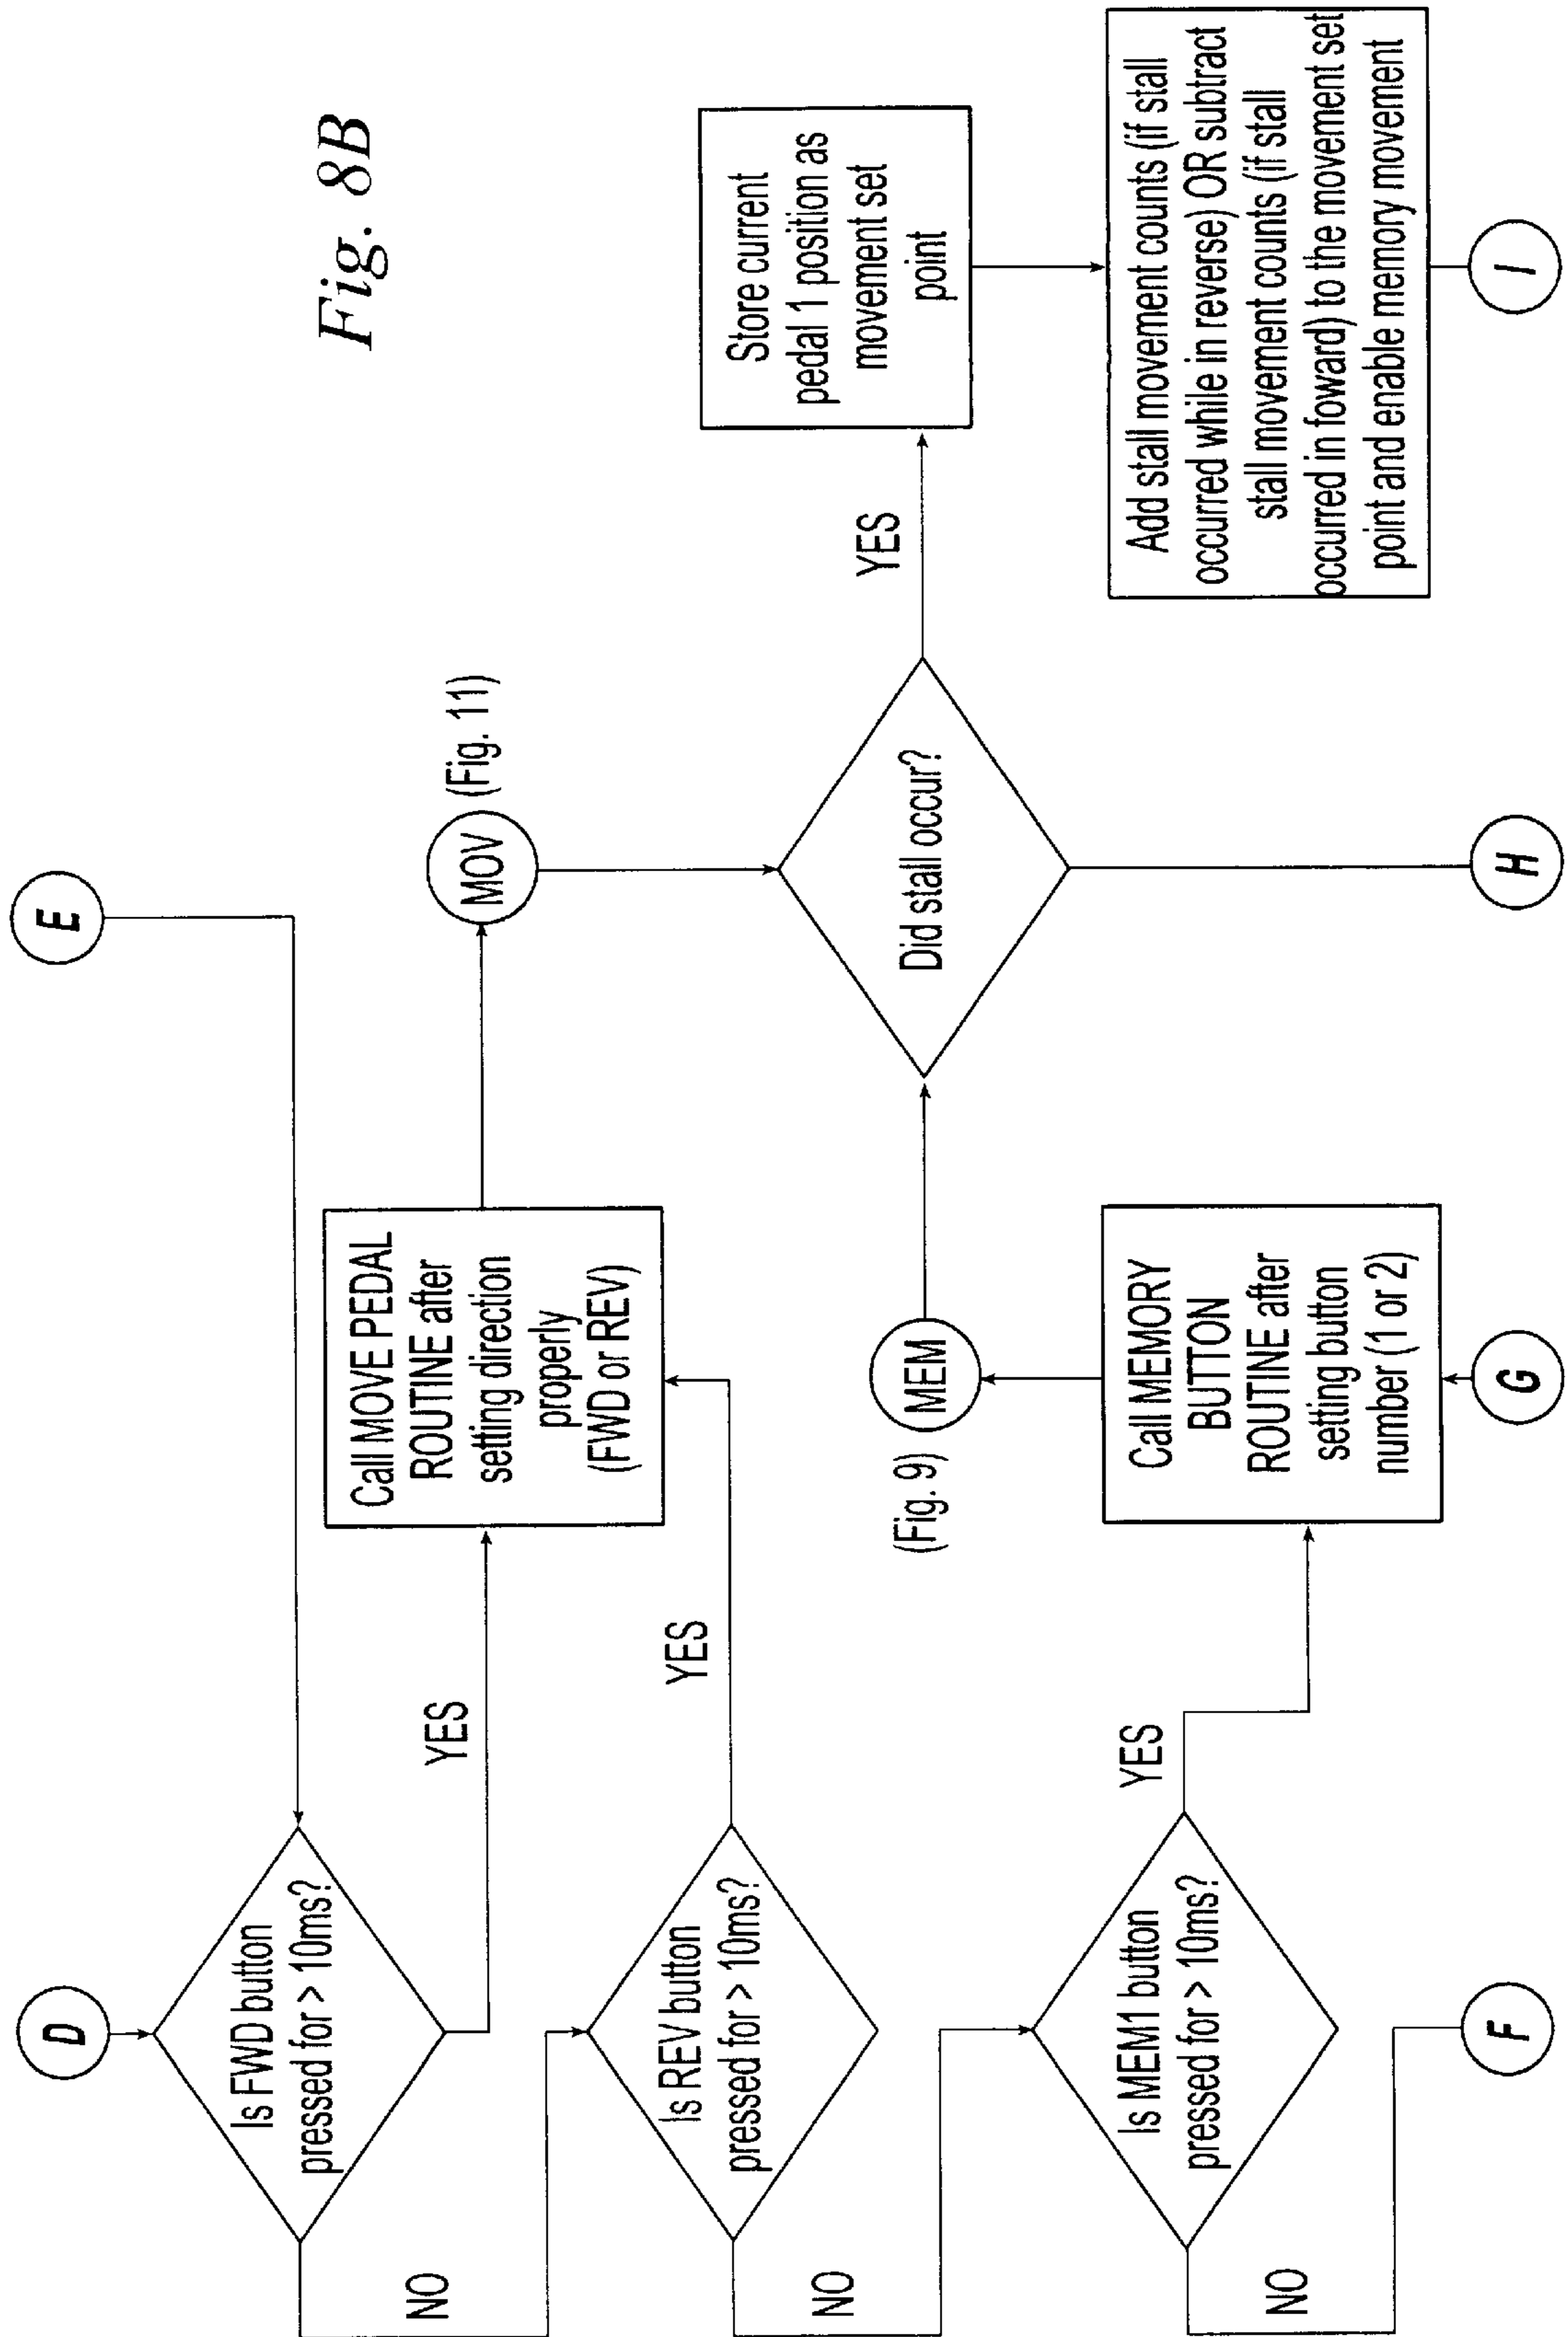 Fig. 8B
D
E
Is FWD button
pressed for > 10ms?
YES
NO
Call MOVE PEDAL
ROUTINE after
setting direction
properly
(FWD or REV)
MOV
(Fig. 11)
Is REV button
pressed for > 10ms?
YES
NO
Is MEM1 button
pressed for > 10ms?
YES
NO
F
(Fig. 9)
MEM
Call MEMORY
BUTTON
ROUTINE after
setting button
number (1 or 2)
G
Did stall occur?
YES
H
Store current
pedal 1 position as
movement set
point
Add stall movement counts (if stall
occurred while in reverse) OR subtract
stall movement counts (if stall
occurred in foward) to the movement set
point and enable memory movement
I